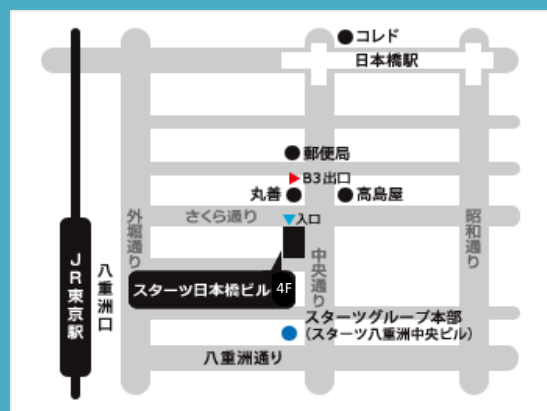 コレド
日本橋駅
郵便局
B3出口
丸善
高島屋
さくら通り
入口
外堀通り
中央通り
昭和通り
JR東京駅
八重洲口
スターツ日本橋ビル 4F
スターツグループ本部
(スターツ八重洲中央ビル)
八重洲通り